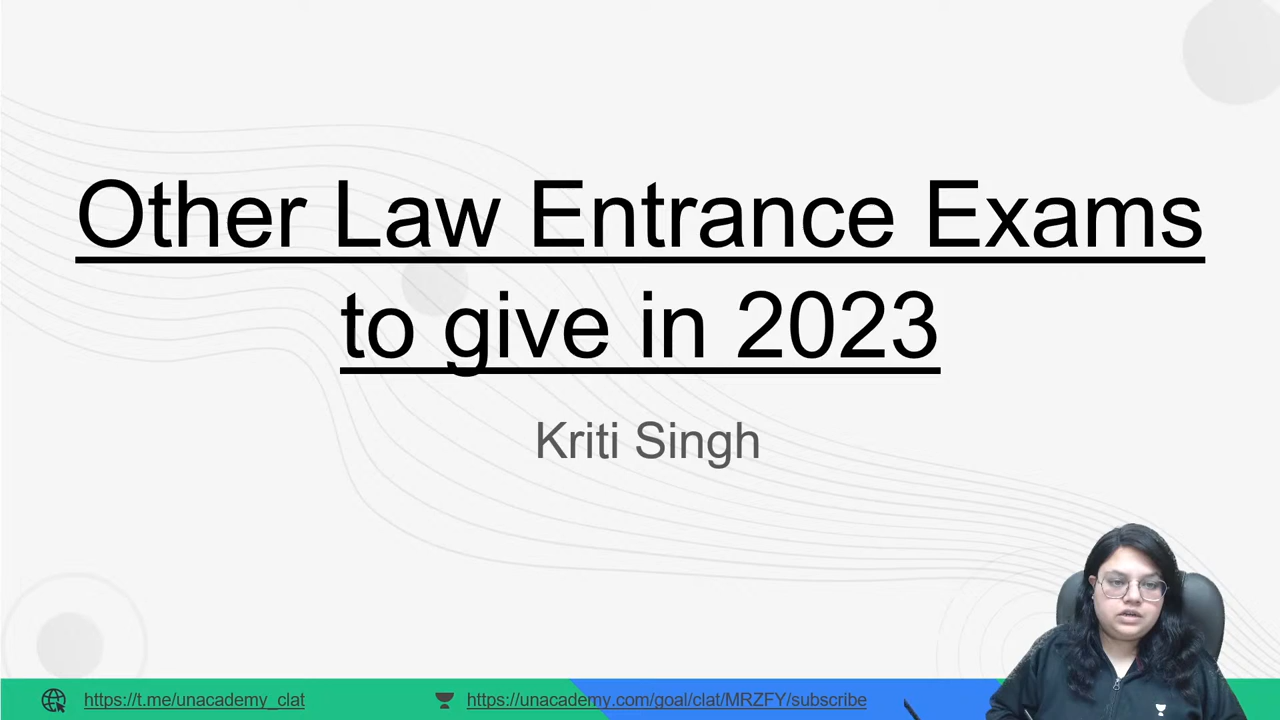 Other Law Entrance Exams
to give in 2023
Kriti Singh
https://t.me/unacademy_clat
https://unacademy.com/goal/clat/MRZFY/subscribe